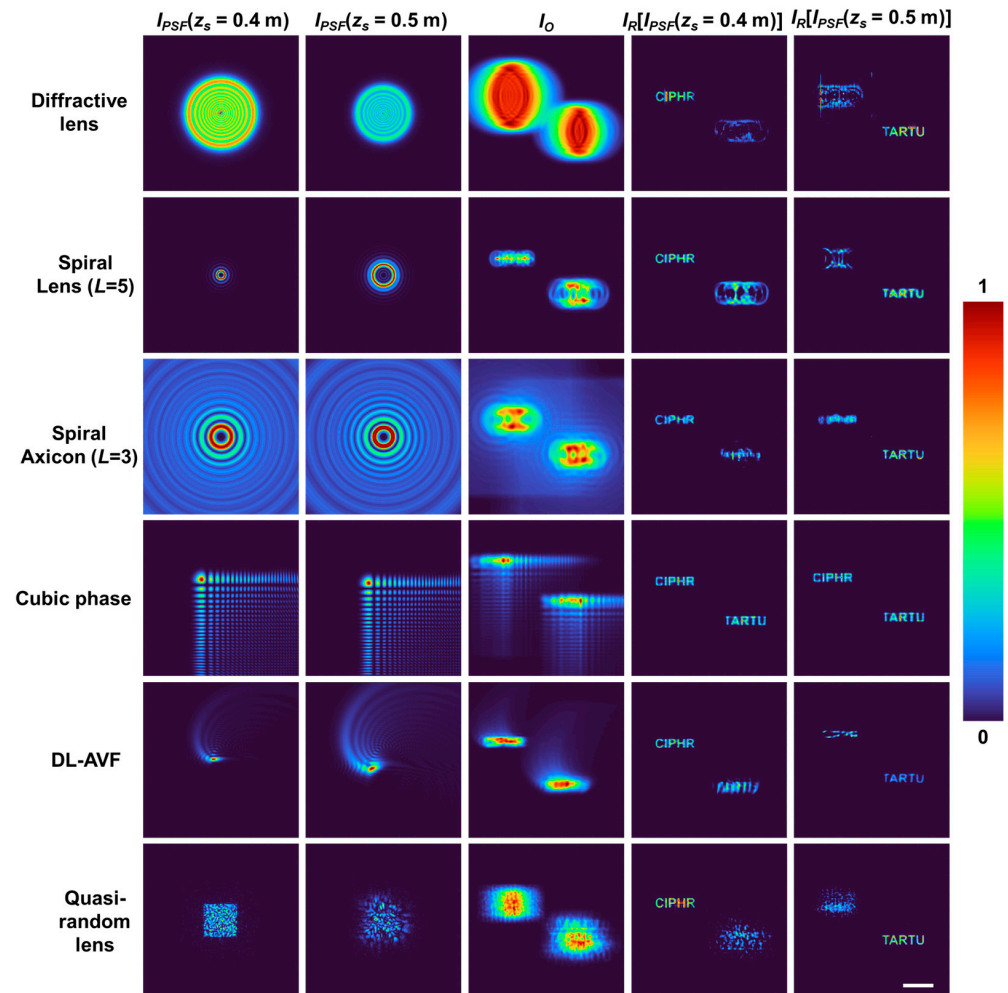 I_PSF(z_s = 0.4 m) I_PSF(z_s = 0.5 m) I_O I_R[I_PSF(z_s = 0.4 m)] I_R[I_PSF(z_s = 0.5 m)]
Diffractive
lens
CIPHR
TARTU
Spiral
Lens (L=5)
CIPHR
TARTU
1
Spiral
Axicon (L=3)
CIPHR
TARTU
Cubic phase
CIPHR CIPHR
TARTU TARTU
0
DL-AVF
CIPHR
TARTU
Quasi-
random
lens
CIPHR
TARTU